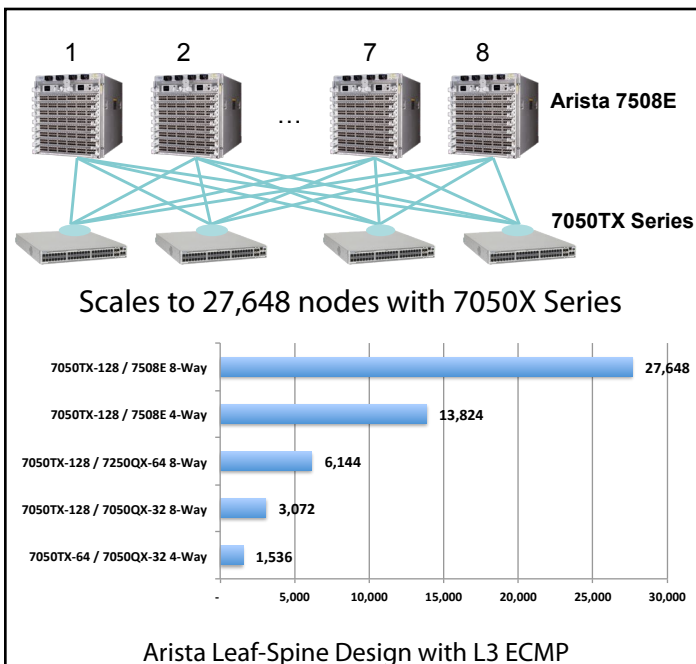 1 2 7 8
Arista 7508E
...
7050TX Series
Scales to 27,648 nodes with 7050X Series
7050TX-128 / 7508E 8-Way 27,648
7050TX-128 / 7508E 4-Way 13,824
7050TX-128 / 7250QX-64 8-Way 6,144
7050TX-128 / 7050QX-32 8-Way 3,072
7050TX-64 / 7050QX-32 4-Way 1,536
- 5,000 10,000 15,000 20,000 25,000 30,000
Arista Leaf-Spine Design with L3 ECMP